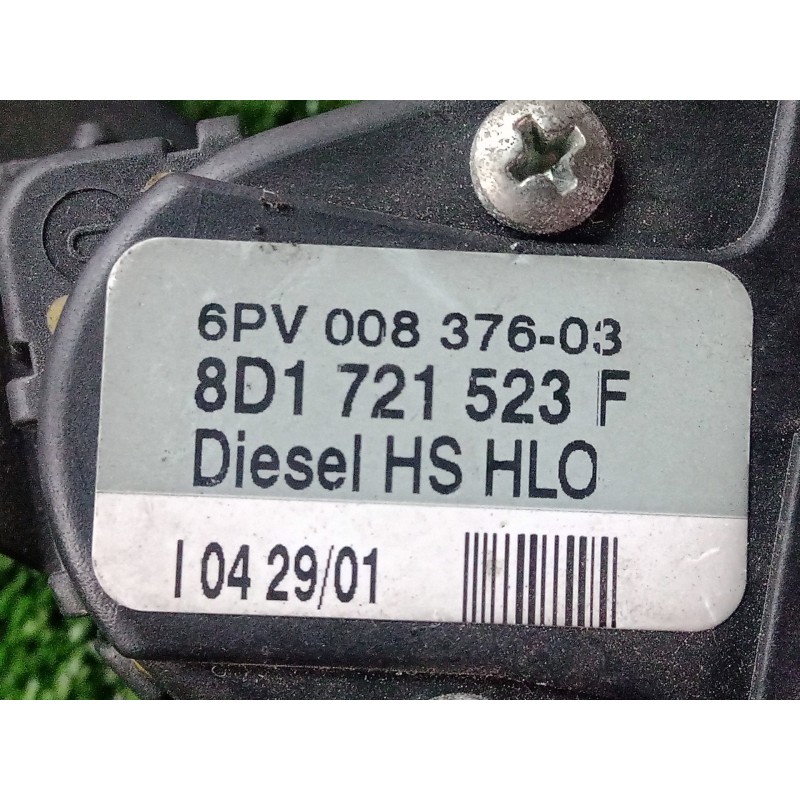 6PV 008 376-03
8D1 721 523 F
Diesel HS HLO
I 04 29/01